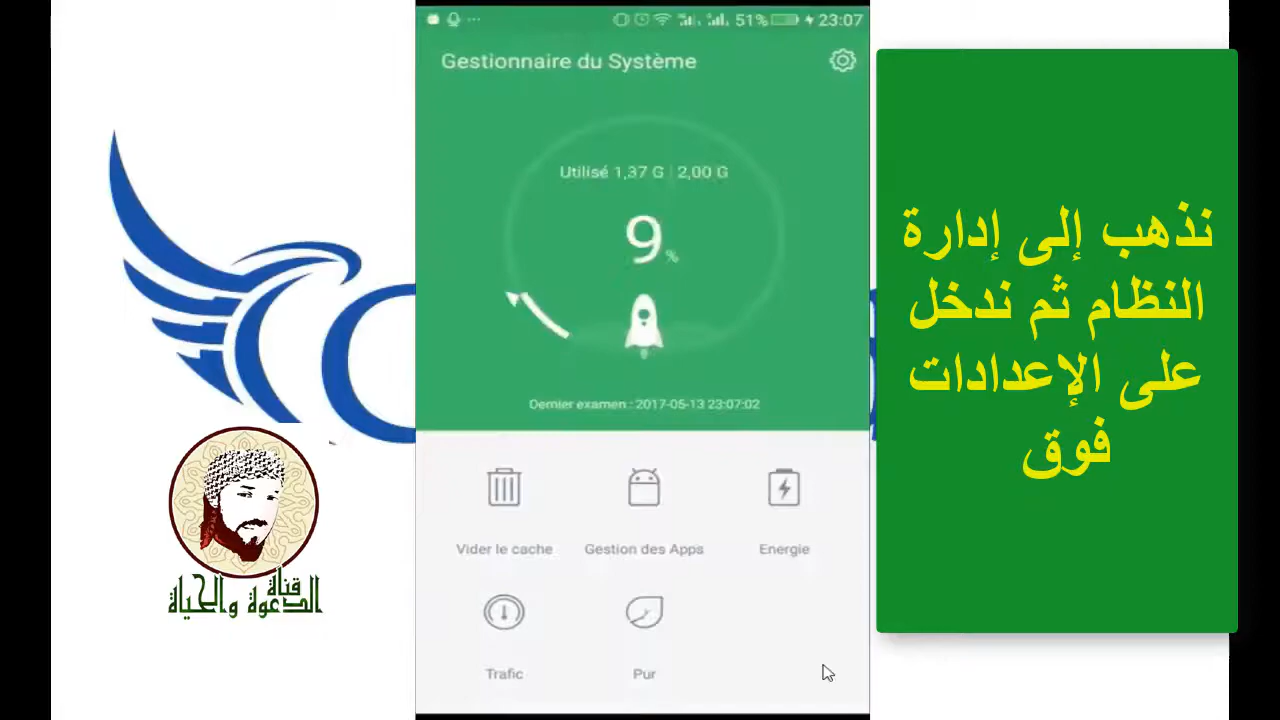 51% 23:07
Gestionnaire du Système
Utilisé 1,37 G | 2,00 G
9%
Dernier examen : 2017-05-13 23:07:02
Vider le cache
Gestion des Apps
Energie
Trafic
Pur
نذهب إلى إدارة
النظام ثم ندخل
على الإعدادات
فوق
قناة
الدعوة والحياة